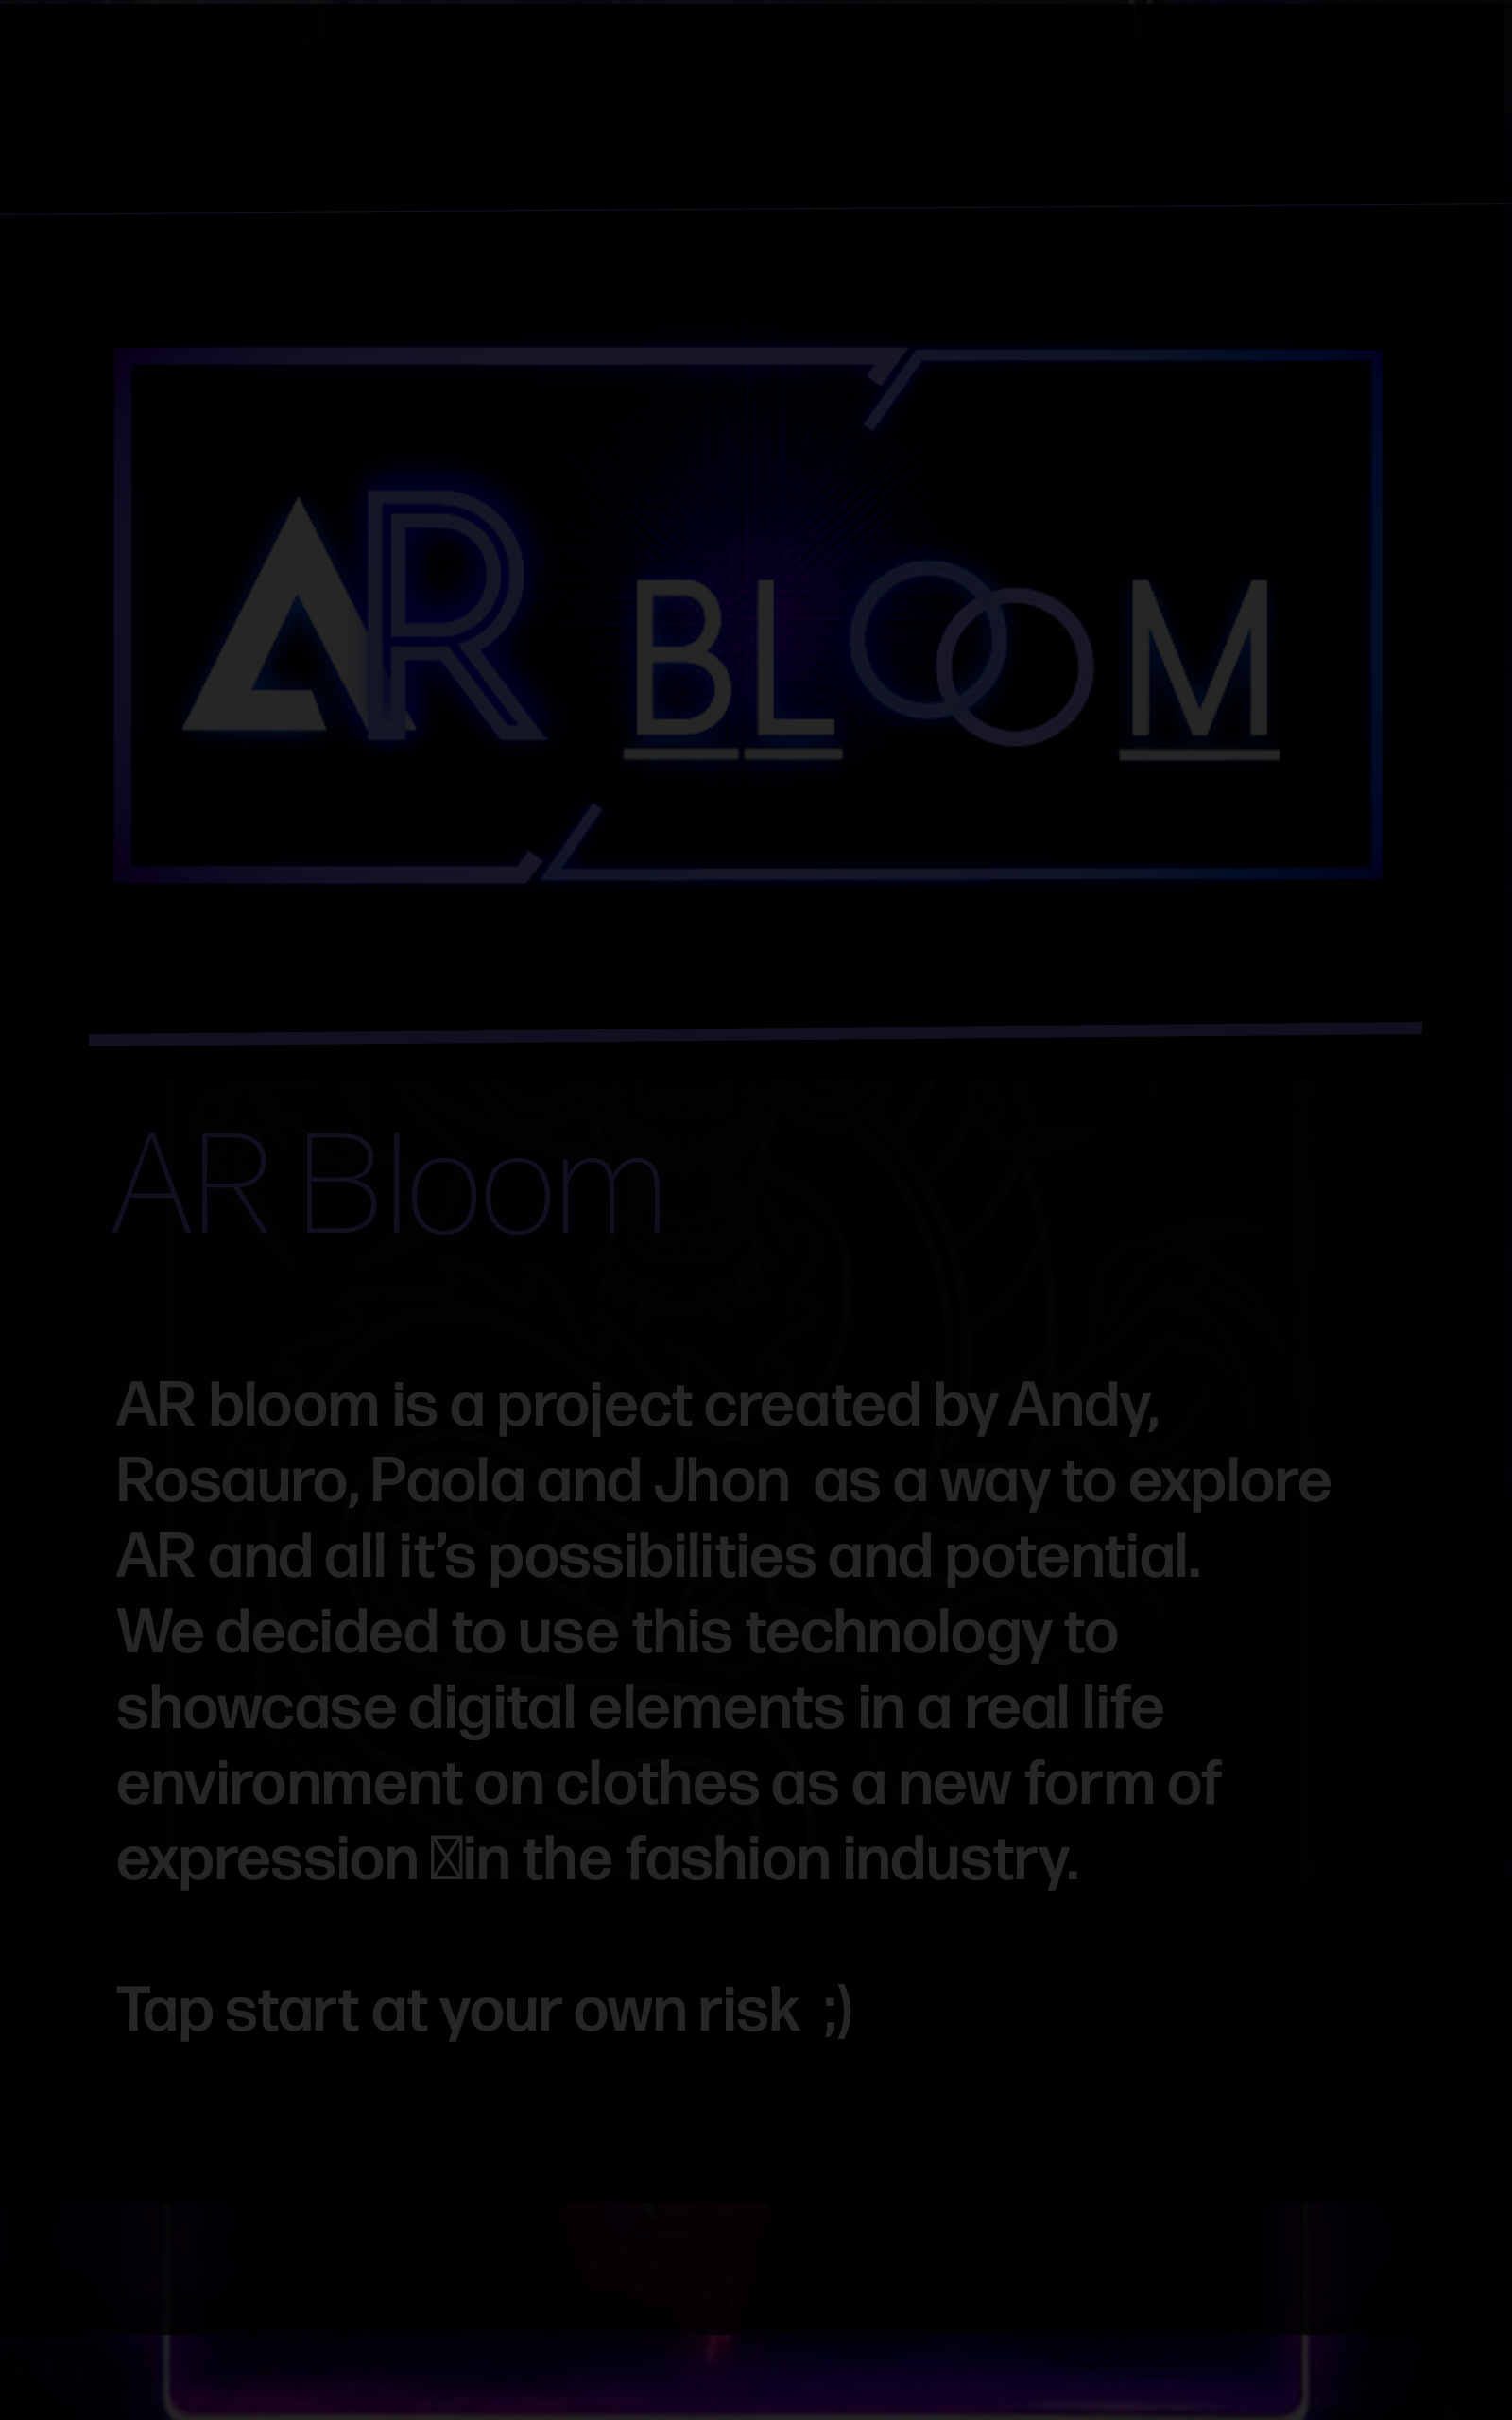 AR BLOOM
AR Bloom
AR bloom is a project created by Andy,
Rosauro, Paola and Jhon  as a way to explore
AR and all it’s possibilities and potential.
We decided to use this technology to
showcase digital elements in a real life
environment on clothes as a new form of
expression in the fashion industry.
Tap start at your own risk  ;)